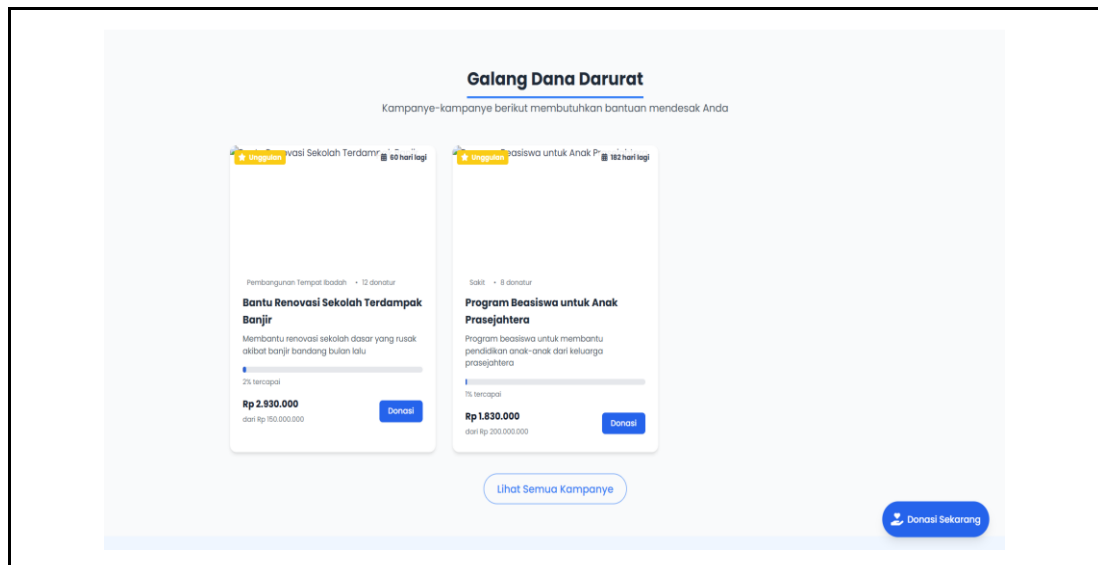 Galang Dana Darurat
Kampanye-kampanye berikut membutuhkan bantuan mendesak Anda
Unggulan
60 hari lagi
Unggulan
182 hari lagi
Pembangunan Tempat Ibadah • 12 donatur
Bantu Renovasi Sekolah Terdampak
Banjir
Membantu renovasi sekolah dasar yang rusak
akibat banjir bandang bulan lalu
2% tercapai
Rp 2.930.000
dari Rp 150.000.000
Donasi
Sakit • 8 donatur
Program Beasiswa untuk Anak
Prasejahtera
Program beasiswa untuk membantu
pendidikan anak-anak dari keluarga
prasejahtera
1% tercapai
Rp 1.830.000
dari Rp 200.000.000
Donasi
Lihat Semua Kampanye
Donasi Sekarang